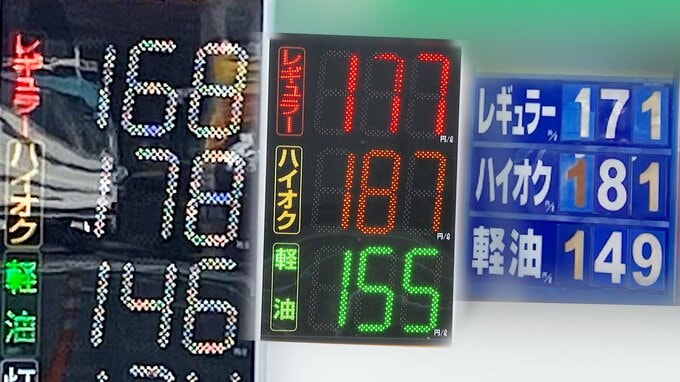 レギュラー 168
ハイオク 178
軽油 146
灯
レギュラー 177 円/ℓ
ハイオク 187 円/ℓ
軽油 155 円/ℓ
レギュラー 171
ハイオク 181
軽油 149